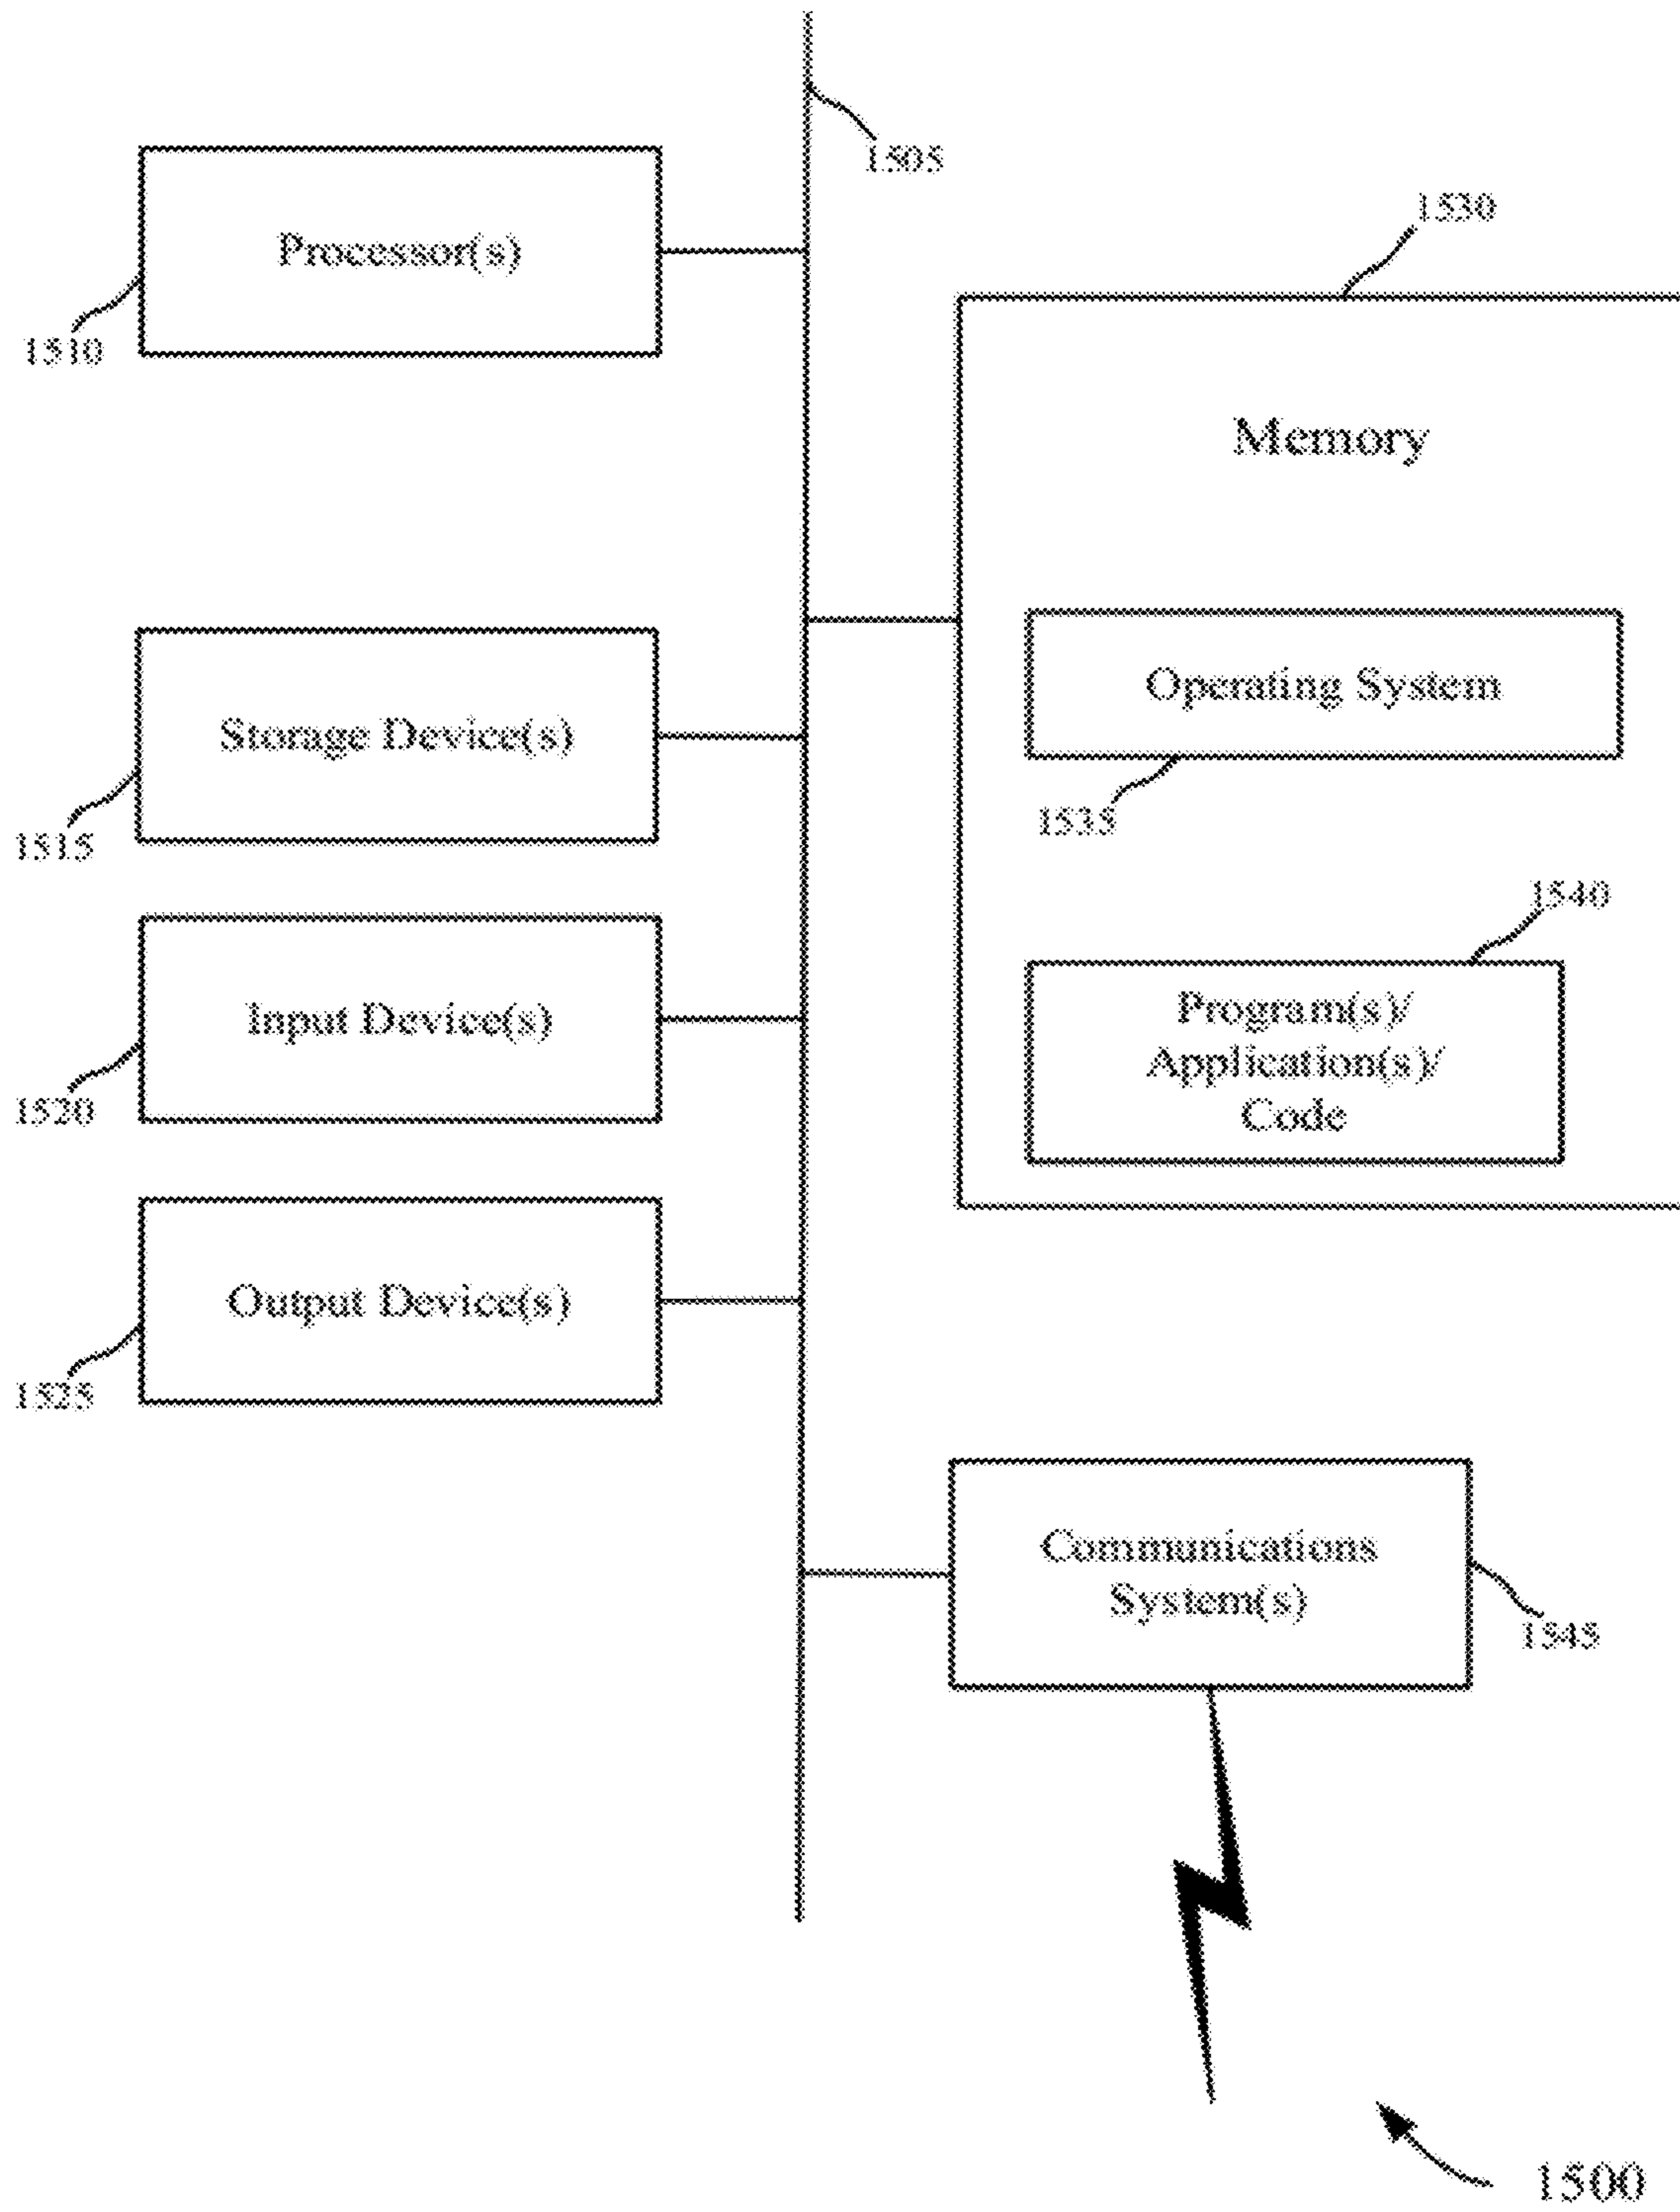 1505
Processor(s)
1510
1530
Memory
Operating System
1535
Storage Device(s)
1515
1540
Program(s)/
Application(s)/
Code
Input Device(s)
1520
Output Device(s)
1525
Communications
System(s)
1545
1500